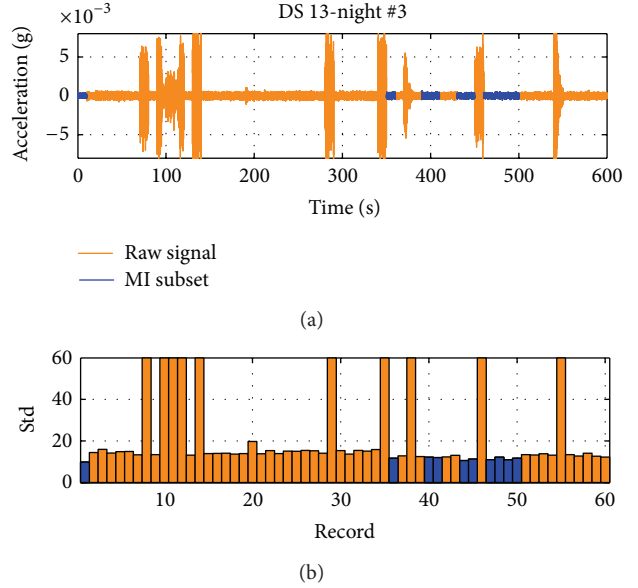 DS 13-night #3
×10⁻³
Acceleration (g)
5
0
−5
0 100 200 300 400 500 600
Time (s)
Raw signal
MI subset
(a)
60
40
20
0
Std
10 20 30 40 50 60
Record
(b)